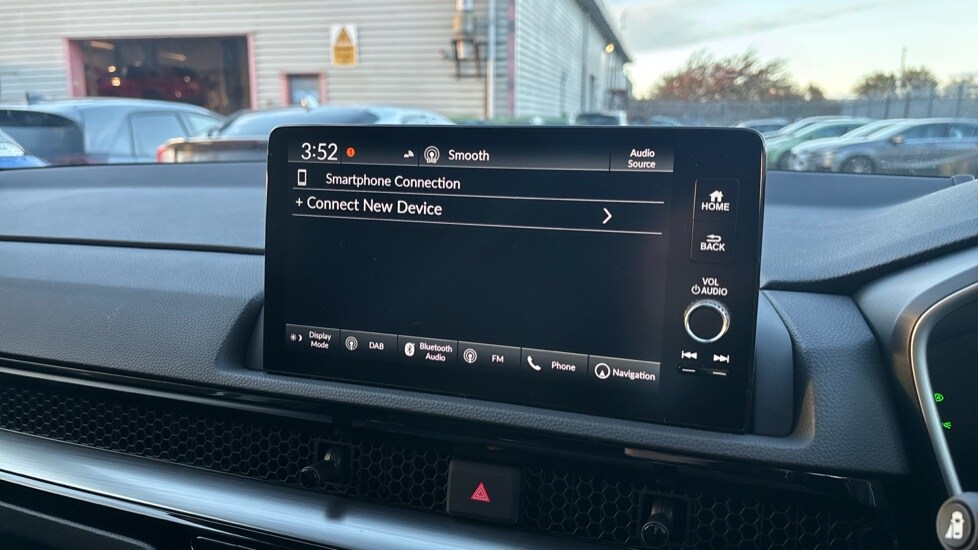 3:52
Smooth
Audio
Source
Smartphone Connection
+ Connect New Device
HOME
BACK
VOL
AUDIO
Display
Mode
DAB
Bluetooth
Audio
FM
Phone
Navigation